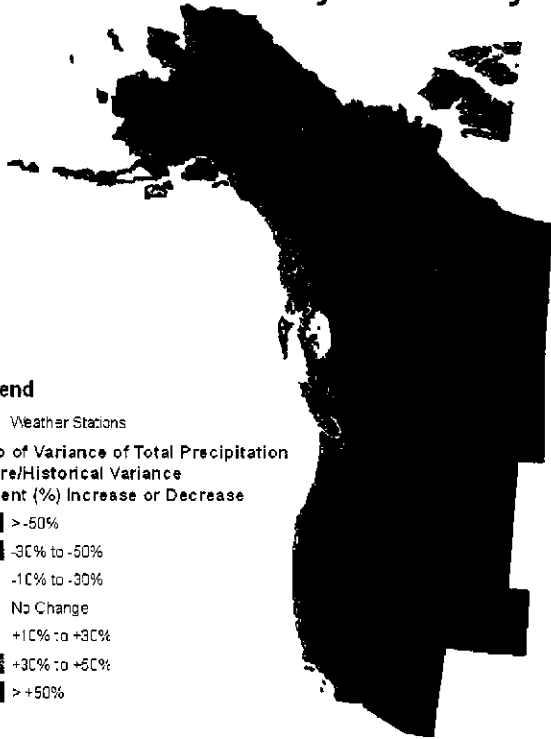 end
Weather Stations
o of Variance of Total Precipitation
re/Historical Variance
ent (%) Increase or Decrease
>-50%
-30% to -50%
-10% to -30%
No Change
+10% to +30%
+30% to +50%
>+50%